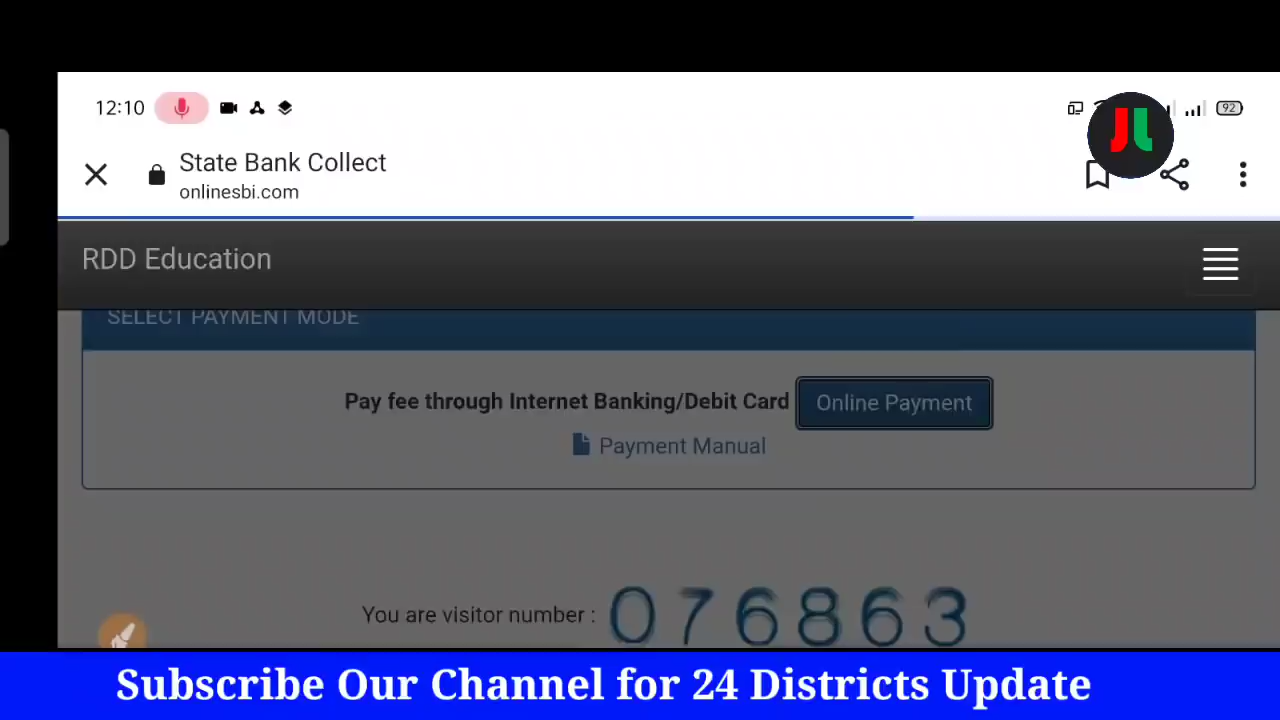 12:10
92
State Bank Collect
onlinesbi.com
RDD Education
SELECT PAYMENT MODE
Pay fee through Internet Banking/Debit Card Online Payment
Payment Manual
You are visitor number : 076863
Subscribe Our Channel for 24 Districts Update